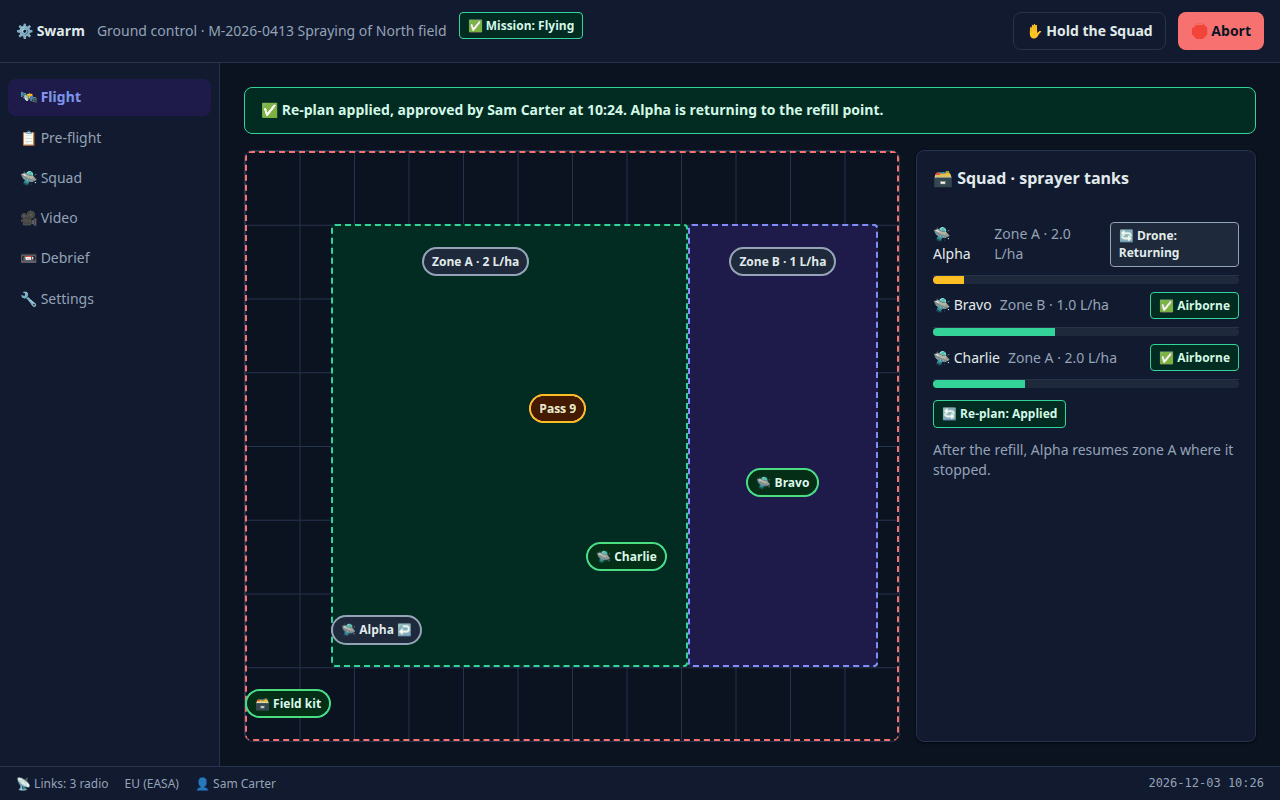 Swarm
Ground control · M-2026-0413 Spraying of North field
✅ Mission: Flying
✋ Hold the Squad
🛑 Abort
Flight
Pre-flight
Squad
Video
Debrief
Settings
✅ Re-plan applied, approved by Sam Carter at 10:24. Alpha is returning to the refill point.
Zone A · 2 L/ha
Zone B · 1 L/ha
Pass 9
Bravo
Charlie
Alpha ↩️
Field kit
Squad · sprayer tanks
Alpha
Zone A · 2.0
L/ha
Drone:
Returning
Bravo Zone B · 1.0 L/ha
✅ Airborne
Charlie Zone A · 2.0 L/ha
✅ Airborne
Re-plan: Applied
After the refill, Alpha resumes zone A where it
stopped.
Links: 3 radio
EU (EASA)
Sam Carter
2026-12-03 10:26